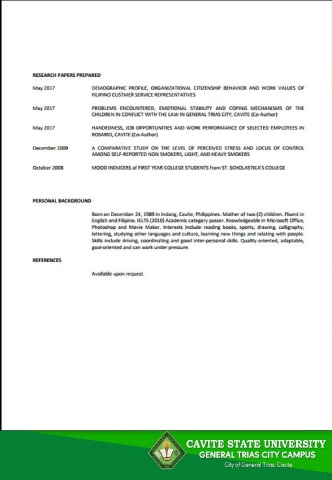 RESEARCH PAPERS PREPARED
May 2017 DEMOGRAPHIC PROFILE, ORGANIZATIONAL CITIZENSHIP BEHAVIOR AND WORK VALUES OF
FILIPINO CUSTMER SERVICE REPRESENTATIVES
May 2017 PROBLEMS ENCOUNTERED, EMOTIONAL STABILITY AND COPING MECHANISMS OF THE
CHILDREN IN CONFLICT WITH THE LAW IN GENERAL TRIAS CITY, CAVITE (Co-Author)
May 2017 HANDEDNESS, JOB OPPORTUNITIES AND WORK PERFORMANCE OF SELECTED EMPLOYEES IN
ROSARIO, CAVITE (Co-Author)
December 2009 A COMPARATIVE STUDY ON THE LEVEL OF PERCEIVED STRESS AND LOCUS OF CONTROL
AMONG SELF-REPORTED NON SMOKERS, LIGHT, AND HEAVY SMOKERS
October 2008 MOOD INDUCERS of FIRST YEAR COLLEGE STUDENTS from ST. SCHOLASTICA'S COLLEGE
PERSONAL BACKGROUND
Born on December 24, 1989 in Indang, Cavite, Philippines. Mother of two (2) children. Fluent in
English and Filipino. IELTS (2010) Academic category passer. Knowledgeable in Microsoft Office,
Photoshop and Movie Maker. Interests include reading books, sports, drawing, calligraphy,
lettering, studying other languages and culture, learning new things and relating with people.
Skills include driving, coordinating and good inter-personal skills. Quality oriented, adaptable,
goal-oriented and can work under pressure.
REFERENCES
Available upon request.
CAVITE STATE UNIVERSITY
GENERAL TRIAS CITY CAMPUS
City of General Trias, Cavite